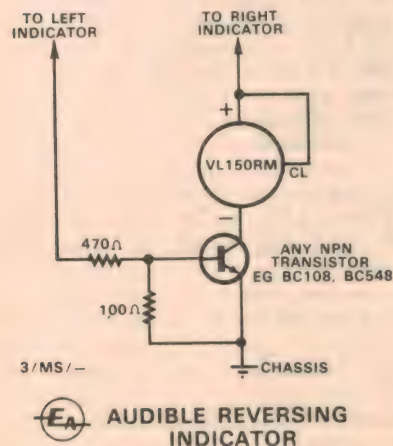 TO LEFT
INDICATOR
TO RIGHT
INDICATOR
+
VL150RM
CL
−
470Ω
ANY NPN
TRANSISTOR
EG BC108, BC548
100Ω
3/MS/–
CHASSIS
EA
AUDIBLE REVERSING
INDICATOR